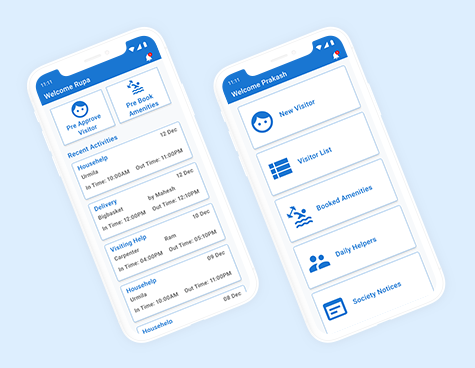 11:11
Welcome Rupa
Pre Approve
Visitor
Pre Book
Amenities
Recent Activities
Househelp
12 Dec
Urmila
In Time: 10:00AM Out Time: 11:00PM
Delivery
12 Dec
Bigbasket by Mahesh
In Time: 12:00PM Out Time: 12:10PM
Visiting Help
10 Dec
Carpenter Ram
In Time: 04:00PM Out Time: 05:10PM
Househelp
09 Dec
Urmila
In Time: 10:00AM Out Time: 11:00PM
Househelp
08 Dec
11:11
Welcome Prakash
New Visitor
Visitor List
Booked Amenities
Daily Helpers
Society Notices